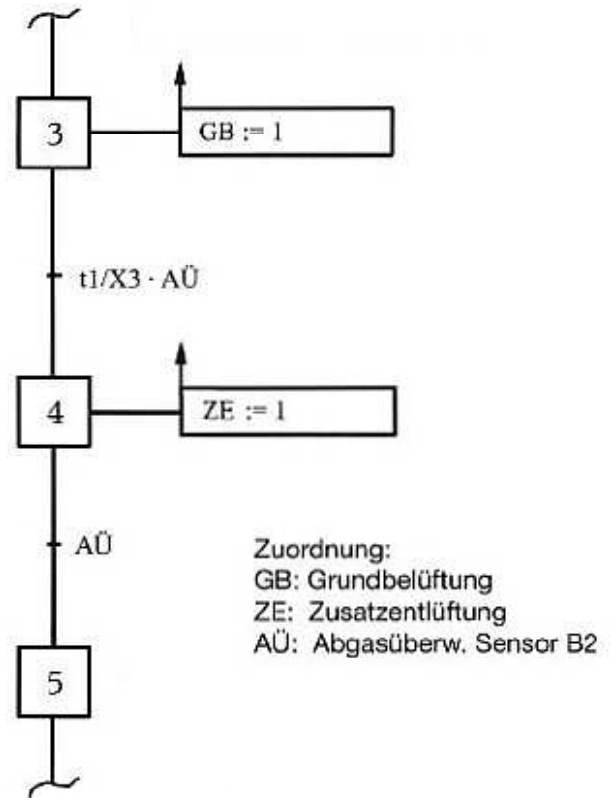 3
GB := 1
t1/X3 · AÜ
4
ZE := 1
AÜ
Zuordnung:
GB: Grundbelüftung
ZE: Zusatzentlüftung
AÜ: Abgasüberw. Sensor B2
5